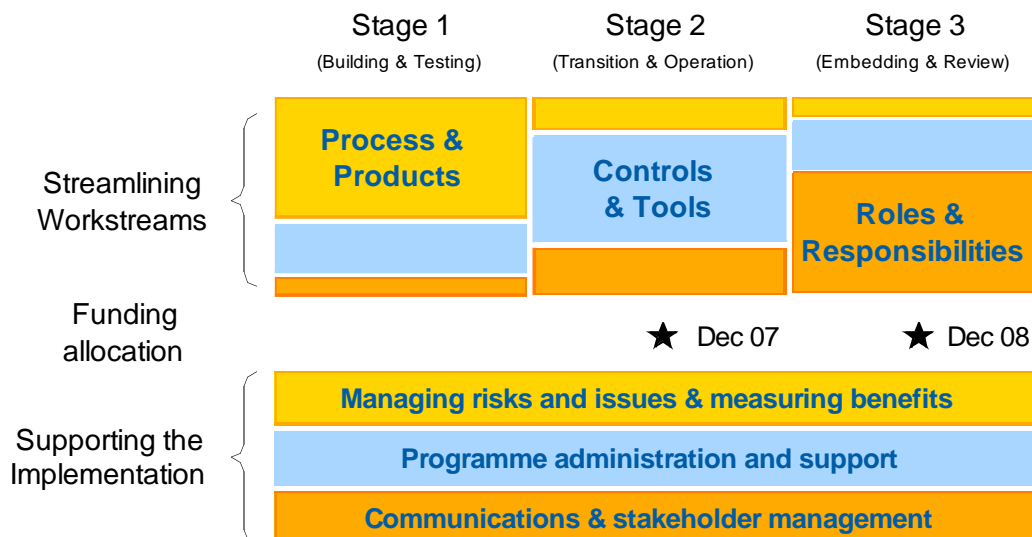 Stage 1
(Building & Testing)
Stage 2
(Transition & Operation)
Stage 3
(Embedding & Review)
Streamlining
Workstreams
Process &
Products
Controls
& Tools
Roles &
Responsibilities
Funding
allocation
★ Dec 07
★ Dec 08
Supporting the
Implementation
Managing risks and issues & measuring benefits
Programme administration and support
Communications & stakeholder management